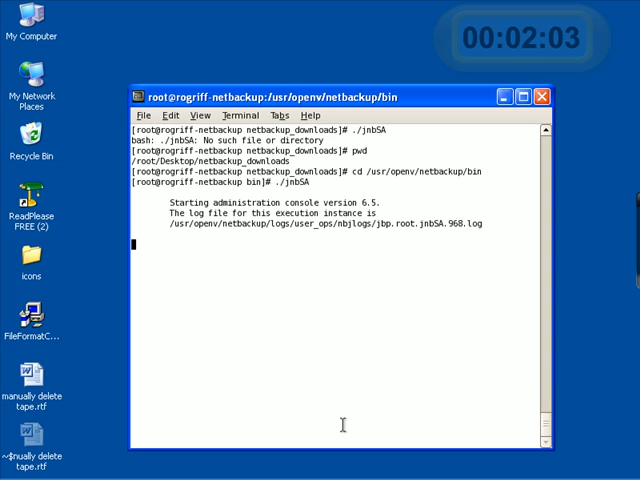 My Computer
My Network
Places
Recycle Bin
ReadPlease
FREE (2)
icons
FileFormatC...
manually delete
tape.rtf
~$nually delete
tape.rtf
00:02:03
root@rogriff-netbackup:/usr/openv/netbackup/bin
File Edit View Terminal Tabs Help
[root@rogriff-netbackup netbackup_downloads]# ./jnbSA
bash: ./jnbSA: No such file or directory
[root@rogriff-netbackup netbackup_downloads]# pwd
/root/Desktop/netbackup_downloads
[root@rogriff-netbackup netbackup_downloads]# cd /usr/openv/netbackup/bin
[root@rogriff-netbackup bin]# ./jnbSA
Starting administration console version 6.5.
The log file for this execution instance is
/usr/openv/netbackup/logs/user_ops/nbjlogs/jbp.root.jnbSA.968.log